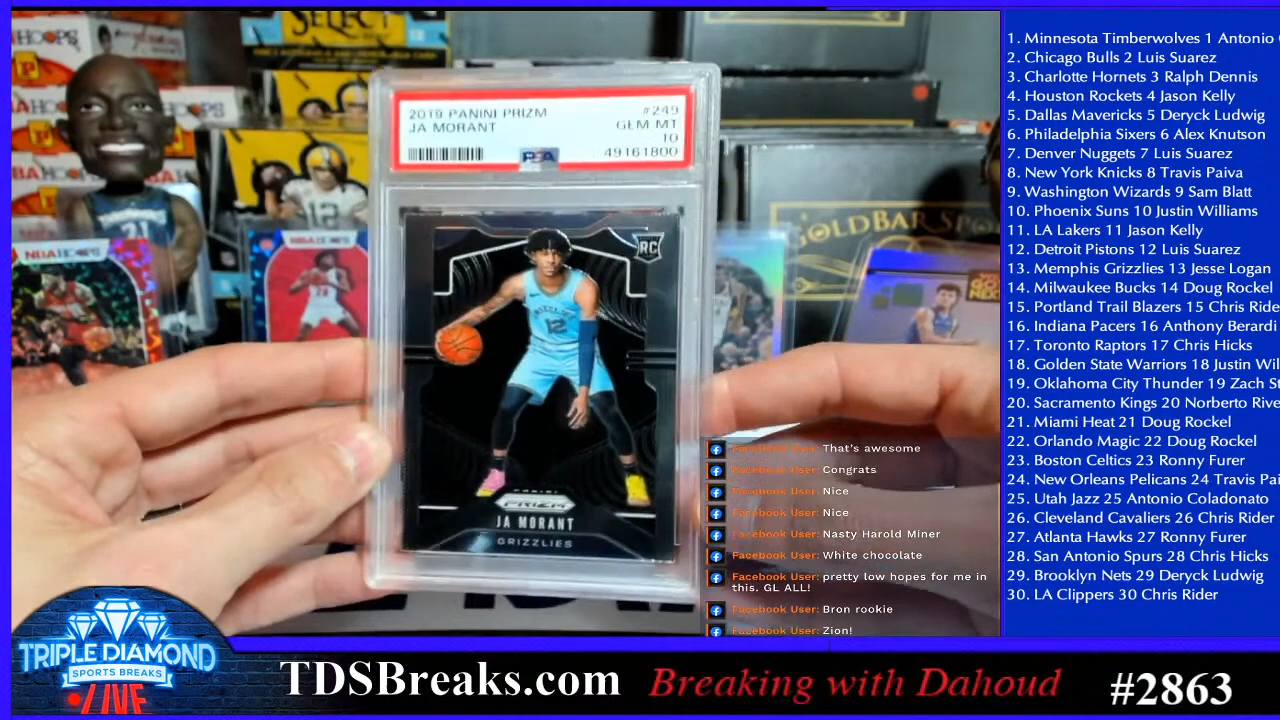 2019 PANINI PRIZM
JA MORANT
#249
GEM MT
10
49161800
PSA
RC
12
PANINI
PRIZM
JA MORANT
GRIZZLIES
SELECT
HOOPS
12
NBA HOOPS
NBA HOOPS
21
GOLDBAR
1. Minnesota Timberwolves 1 Antonio
2. Chicago Bulls 2 Luis Suarez
3. Charlotte Hornets 3 Ralph Dennis
4. Houston Rockets 4 Jason Kelly
5. Dallas Mavericks 5 Deryck Ludwig
6. Philadelphia Sixers 6 Alex Knutson
7. Denver Nuggets 7 Luis Suarez
8. New York Knicks 8 Travis Paiva
9. Washington Wizards 9 Sam Blatt
10. Phoenix Suns 10 Justin Williams
11. LA Lakers 11 Jason Kelly
12. Detroit Pistons 12 Luis Suarez
13. Memphis Grizzlies 13 Jesse Logan
14. Milwaukee Bucks 14 Doug Rockel
15. Portland Trail Blazers 15 Chris Ride
16. Indiana Pacers 16 Anthony Berardi
17. Toronto Raptors 17 Chris Hicks
18. Golden State Warriors 18 Justin Wil
19. Oklahoma City Thunder 19 Zach St
20. Sacramento Kings 20 Norberto Rive
21. Miami Heat 21 Doug Rockel
22. Orlando Magic 22 Doug Rockel
23. Boston Celtics 23 Ronny Furer
24. New Orleans Pelicans 24 Travis Pai
25. Utah Jazz 25 Antonio Coladonato
26. Cleveland Cavaliers 26 Chris Rider
27. Atlanta Hawks 27 Ronny Furer
28. San Antonio Spurs 28 Chris Hicks
29. Brooklyn Nets 29 Deryck Ludwig
30. LA Clippers 30 Chris Rider
Facebook User: That's awesome
Facebook User: Congrats
Facebook User: Nice
Facebook User: Nice
Facebook User: Nasty Harold Miner
Facebook User: White chocolate
Facebook User: pretty low hopes for me in
this. GL ALL!
Facebook User: Bron rookie
Facebook User: Zion!
TRIPLE DIAMOND
SPORTS BREAKS
LIVE
TDSBreaks.com
Breaking with Dahoud
#2863